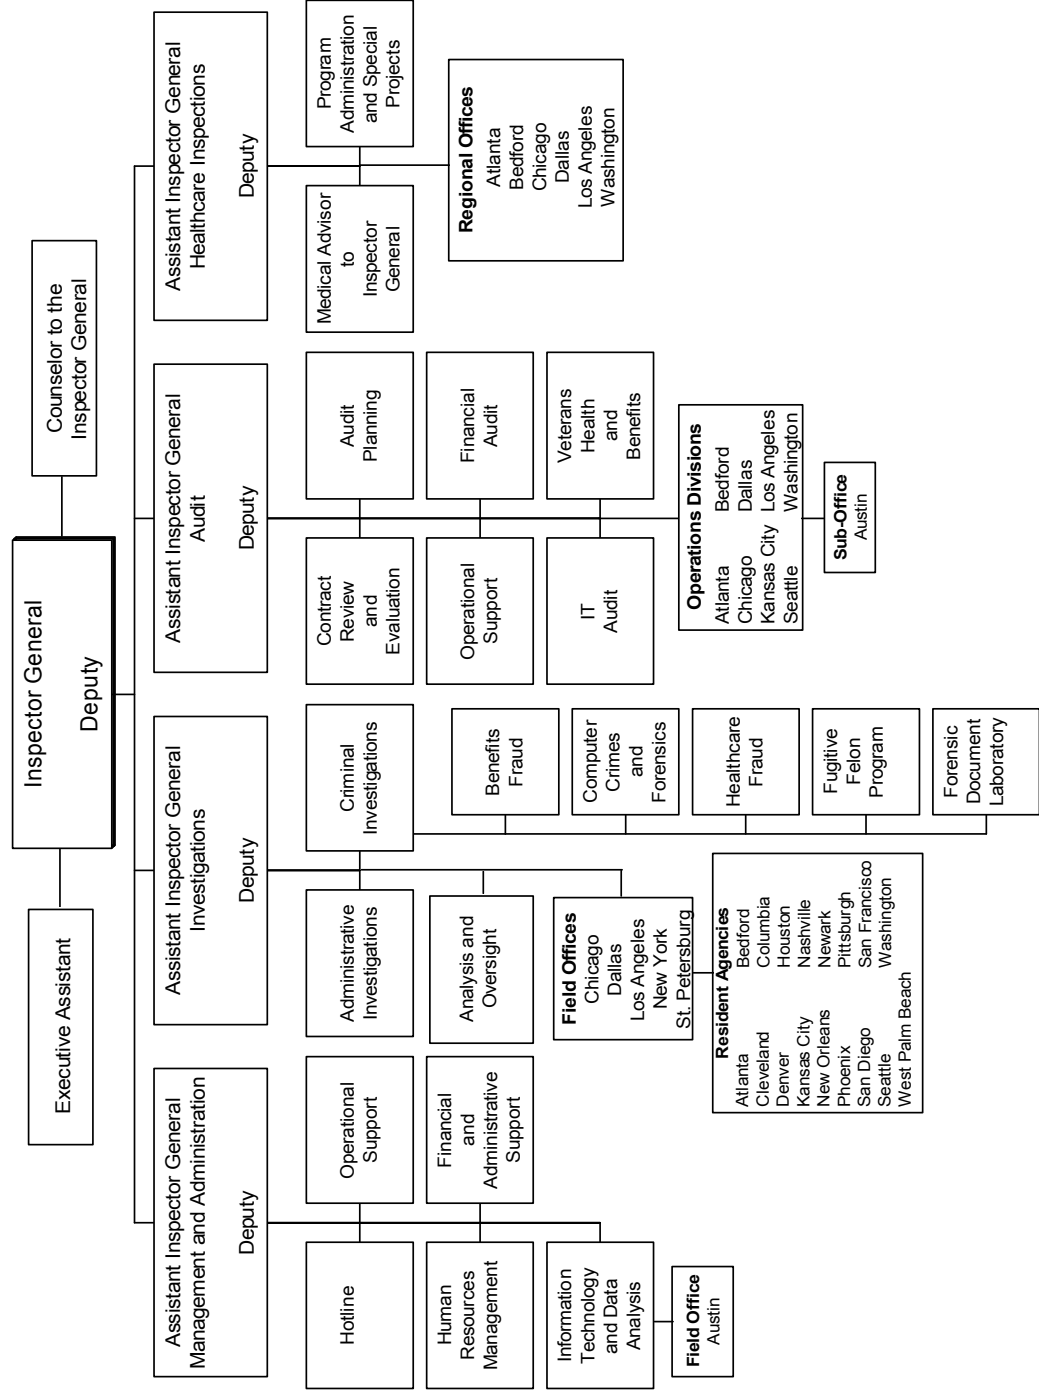 Inspector General
Deputy
Executive Assistant
Counselor to the
Inspector General
Assistant Inspector General
Management and Administration
Deputy
Hotline
Operational
Support
Human
Resources
Management
Financial
and
Administrative
Support
Information
Technology
and Data
Analysis
Field Office
Austin
Assistant Inspector General
Investigations
Deputy
Administrative
Investigations
Criminal
Investigations
Analysis and
Oversight
Field Offices
Chicago
Dallas
Los Angeles
New York
St. Petersburg
Resident Agencies
Atlanta Bedford
Cleveland Columbia
Denver Houston
Kansas City Nashville
New Orleans Newark
Phoenix Pittsburgh
San Diego San Francisco
Seattle Washington
West Palm Beach
Benefits
Fraud
Computer
Crimes
and
Forensics
Healthcare
Fraud
Fugitive
Felon
Program
Forensic
Document
Laboratory
Assistant Inspector General
Audit
Deputy
Contract
Review
and
Evaluation
Audit
Planning
Operational
Support
Financial
Audit
IT
Audit
Veterans
Health
and
Benefits
Operations Divisions
Atlanta Bedford
Chicago Dallas
Kansas City Los Angeles
Seattle Washington
Sub-Office
Austin
Assistant Inspector General
Healthcare Inspections
Deputy
Medical Advisor
to
Inspector
General
Program
Administration
and Special
Projects
Regional Offices
Atlanta
Bedford
Chicago
Dallas
Los Angeles
Washington